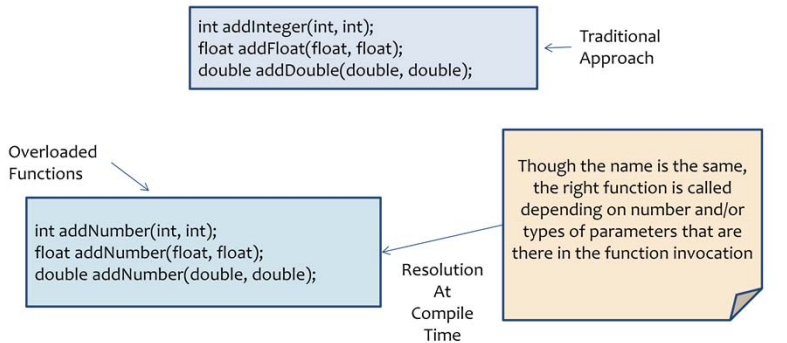 int addInteger(int, int);
float addFloat(float, float);
double addDouble(double, double);
Traditional
Approach
Overloaded
Functions
int addNumber(int, int);
float addNumber(float, float);
double addNumber(double, double);
Though the name is the same,
the right function is called
depending on number and/or
types of parameters that are
there in the function invocation
Resolution
At
Compile
Time